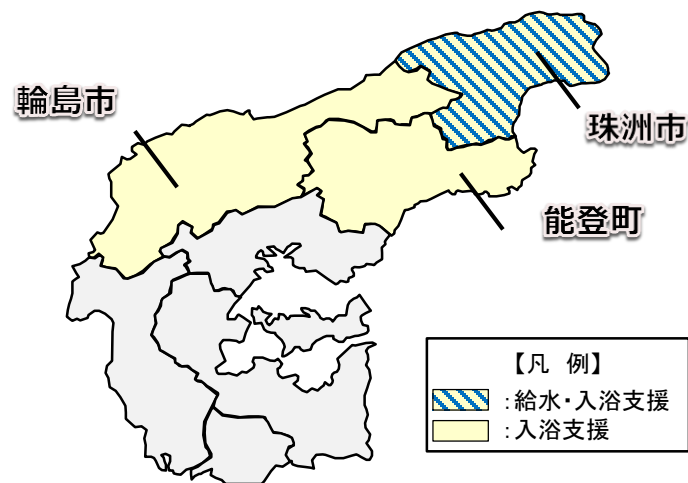 輪島市
珠洲市
能登町
【凡 例】
:給水・入浴支援
:入浴支援